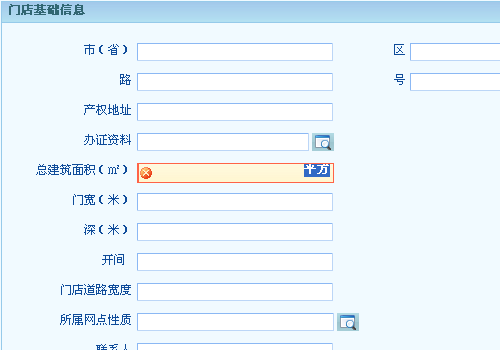 门店基础信息
市（省） 区
路 号
产权地址
办证资料
总建筑面积（㎡） 平方
门宽（米）
深（米）
开间
门店道路宽度
所属网点性质
联系人